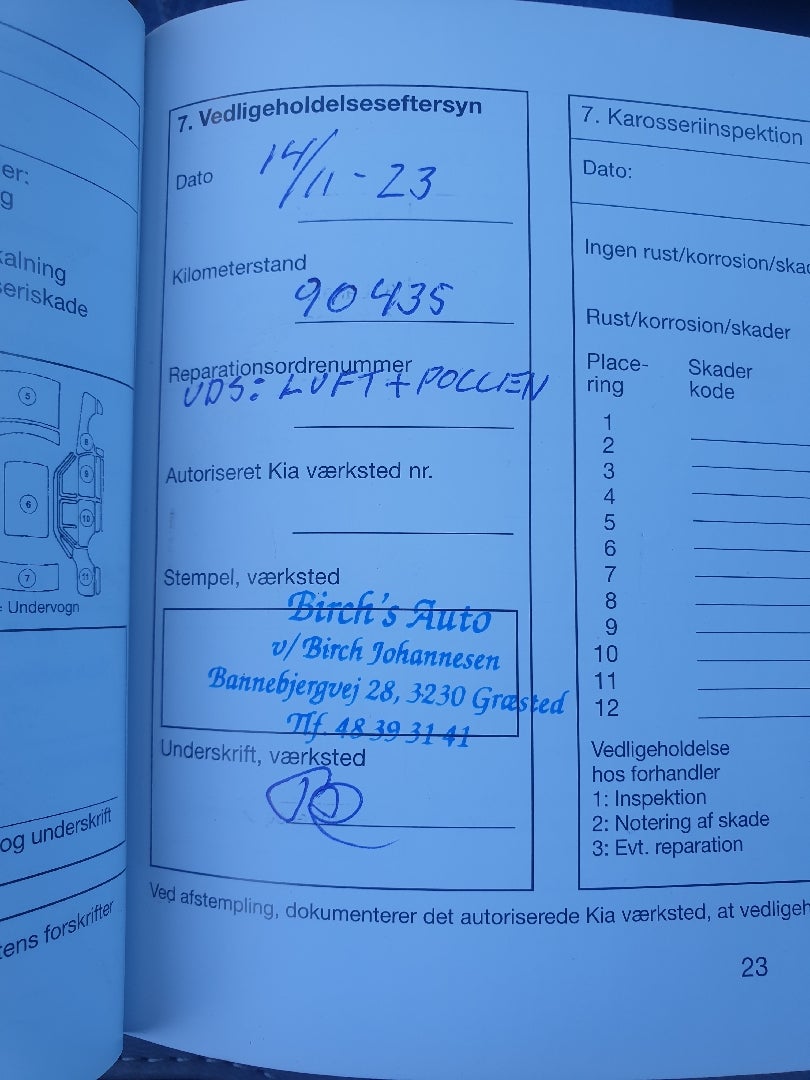 er:
g
kalning
seriskade
5
8
9
6
10
7
11
= Undervogn
og underskrift
tens forskrifter
7. Vedligeholdelseseftersyn
Dato 14/11 - 23
Kilometerstand
90435
Reparationsordrenummer
UDS: LUFT + POLLEN
Autoriseret Kia værksted nr.
Stempel, værksted
Birch's Auto
v/ Birch Johannesen
Bannebjergvej 28, 3230 Græsted
Tlf. 48 39 31 41
Underskrift, værksted
Ved afstempling, dokumenterer det autoriserede Kia værksted, at vedligeh
7. Karosseriinspektion
Dato:
Ingen rust/korrosion/skad
Rust/korrosion/skader
Place- Skader
ring kode
1
2
3
4
5
6
7
8
9
10
11
12
Vedligeholdelse
hos forhandler
1: Inspektion
2: Notering af skade
3: Evt. reparation
23